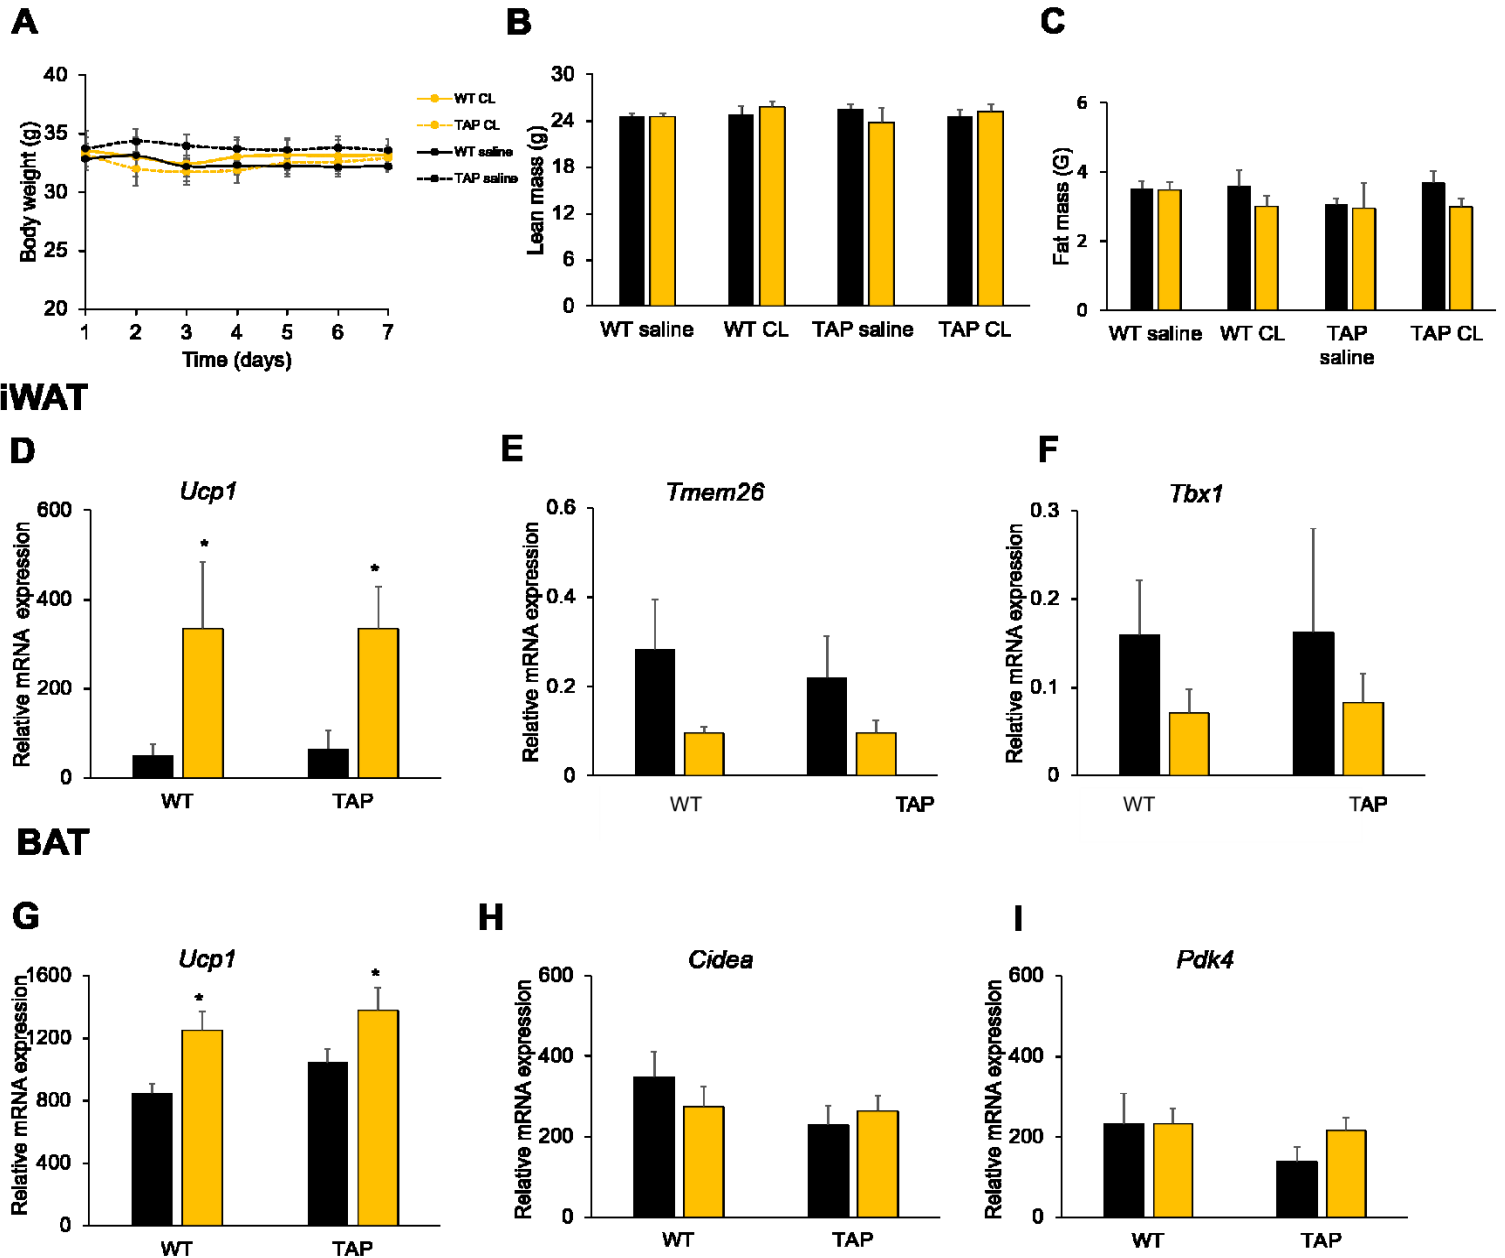 A
40
35
30
25
20
Body weight (g)
1 2 3 4 5 6 7
Time (days)
WT CL
TAP CL
WT saline
TAP saline
B
30
24
18
12
6
0
Lean mass (g)
WT saline WT CL TAP saline TAP CL
C
6
4
2
0
Fat mass (G)
WT saline WT CL TAP saline TAP CL
iWAT
D
Ucp1
600
400
200
0
Relative mRNA expression
*
*
WT TAP
E
Tmem26
0.6
0.4
0.2
0
Relative mRNA expression
WT TAP
F
Tbx1
0.3
0.2
0.1
0
Relative mRNA expression
WT TAP
BAT
G
Ucp1
1600
1200
800
400
0
Relative mRNA expression
*
*
WT TAP
H
Cidea
600
400
200
0
Relative mRNA expression
WT TAP
I
Pdk4
600
400
200
0
Relative mRNA expression
WT TAP